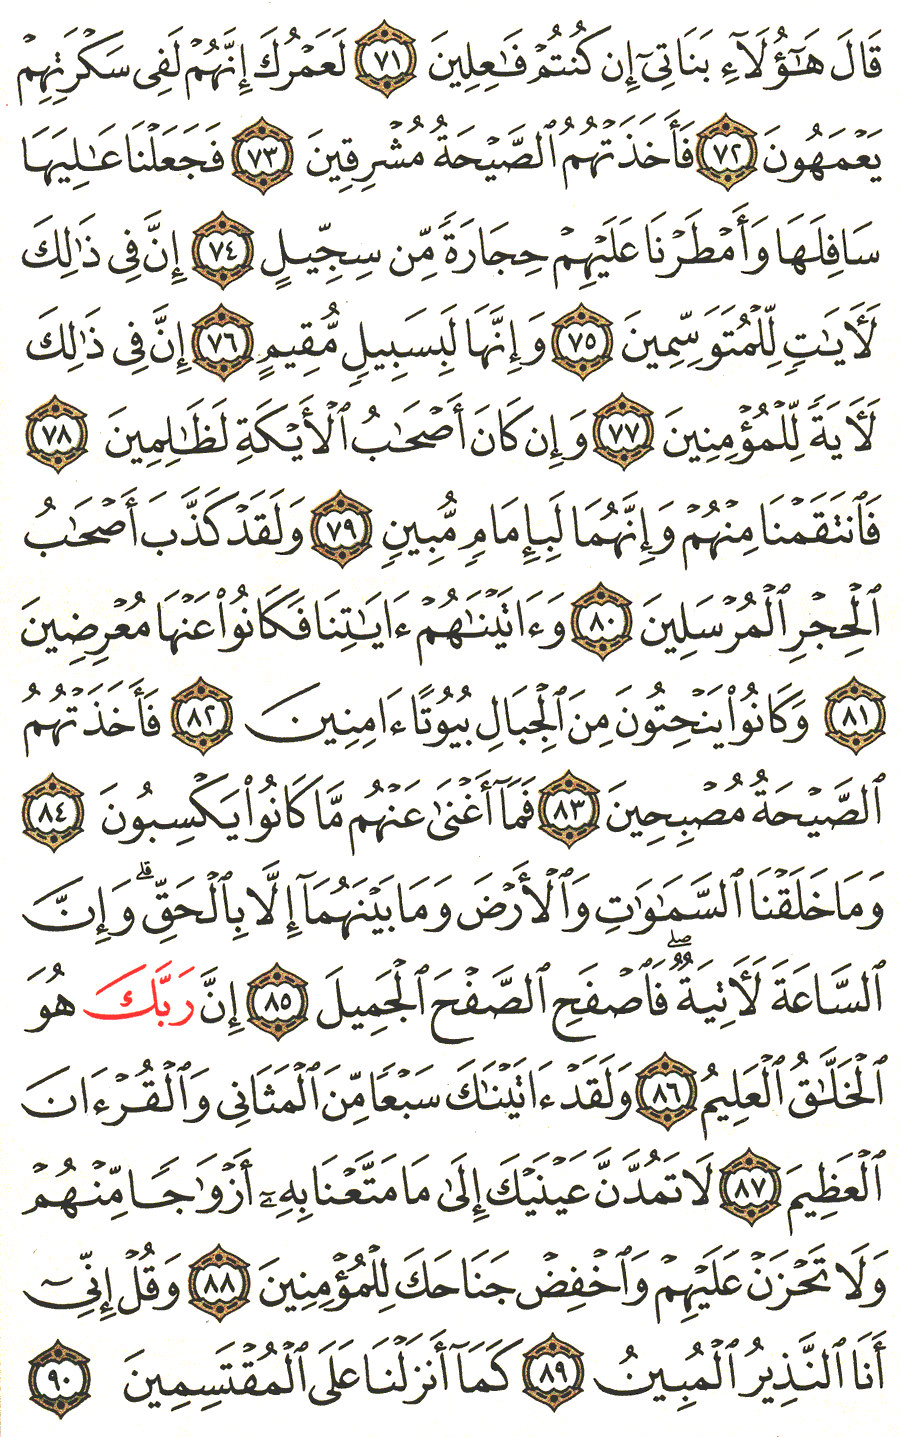 قَالَ هَٰٓؤُلَآءِ بَنَاتِىٓ إِن كُنتُمْ فَٰعِلِينَ ٧١ لَعَمْرُكَ إِنَّهُمْ لَفِى سَكْرَتِهِمْ
يَعْمَهُونَ ٧٢ فَأَخَذَتْهُمُ ٱلصَّيْحَةُ مُشْرِقِينَ ٧٣ فَجَعَلْنَا عَٰلِيَهَا
سَافِلَهَا وَأَمْطَرْنَا عَلَيْهِمْ حِجَارَةً مِّن سِجِّيلٍ ٧٤ إِنَّ فِى ذَٰلِكَ
لَءَايَٰتٍ لِّلْمُتَوَسِّمِينَ ٧٥ وَإِنَّهَا لَبِسَبِيلٍ مُّقِيمٍ ٧٦ إِنَّ فِى ذَٰلِكَ
لَءَايَةً لِّلْمُؤْمِنِينَ ٧٧ وَإِن كَانَ أَصْحَٰبُ ٱلْأَيْكَةِ لَظَٰلِمِينَ ٧٨
فَٱنتَقَمْنَا مِنْهُمْ وَإِنَّهُمَا لَبِإِمَامٍ مُّبِينٍ ٧٩ وَلَقَدْ كَذَّبَ أَصْحَٰبُ
ٱلْحِجْرِ ٱلْمُرْسَلِينَ ٨٠ وَءَاتَيْنَٰهُمْ ءَايَٰتِنَا فَكَانُوا۟ عَنْهَا مُعْرِضِينَ
٨١ وَكَانُوا۟ يَنْحِتُونَ مِنَ ٱلْجِبَالِ بُيُوتًا ءَامِنِينَ ٨٢ فَأَخَذَتْهُمُ
ٱلصَّيْحَةُ مُصْبِحِينَ ٨٣ فَمَآ أَغْنَىٰ عَنْهُم مَّا كَانُوا۟ يَكْسِبُونَ ٨٤
وَمَا خَلَقْنَا ٱلسَّمَٰوَٰتِ وَٱلْأَرْضَ وَمَا بَيْنَهُمَآ إِلَّا بِٱلْحَقِّ ۗ وَإِنَّ
ٱلسَّاعَةَ لَءَاتِيَةٌ ۖ فَٱصْفَحِ ٱلصَّفْحَ ٱلْجَمِيلَ ٨٥ إِنَّ رَبَّكَ هُوَ
ٱلْخَلَّٰقُ ٱلْعَلِيمُ ٨٦ وَلَقَدْ ءَاتَيْنَٰكَ سَبْعًا مِّنَ ٱلْمَثَانِى وَٱلْقُرْءَانَ
ٱلْعَظِيمَ ٨٧ لَا تَمُدَّنَّ عَيْنَيْكَ إِلَىٰ مَا مَتَّعْنَا بِهِۦٓ أَزْوَٰجًا مِّنْهُمْ
وَلَا تَحْزَنْ عَلَيْهِمْ وَٱخْفِضْ جَنَاحَكَ لِلْمُؤْمِنِينَ ٨٨ وَقُلْ إِنِّىٓ
أَنَا ٱلنَّذِيرُ ٱلْمُبِينُ ٨٩ كَمَآ أَنزَلْنَا عَلَى ٱلْمُقْتَسِمِينَ ٩٠